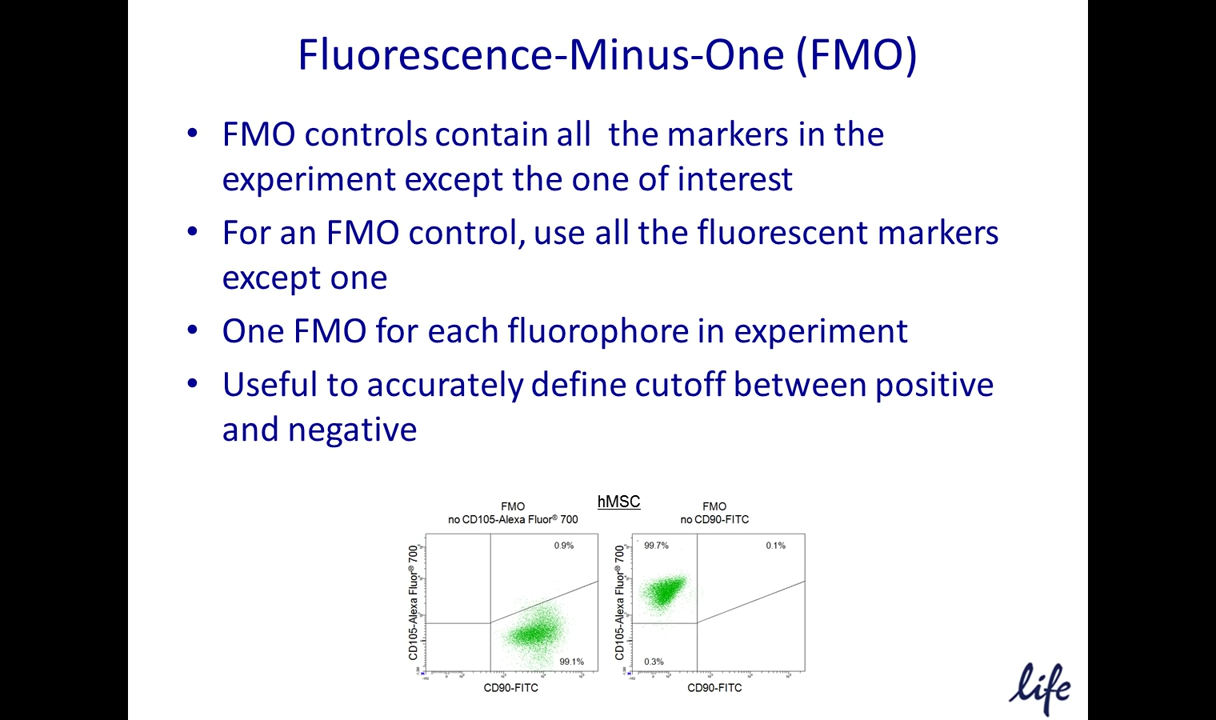 Fluorescence-Minus-One (FMO)
• FMO controls contain all the markers in the
experiment except the one of interest
• For an FMO control, use all the fluorescent markers
except one
• One FMO for each fluorophore in experiment
• Useful to accurately define cutoff between positive
and negative
hMSC
FMO
no CD105-Alexa Fluor® 700
0.9%
99.1%
CD105-Alexa Fluor® 700
CD90-FITC
FMO
no CD90-FITC
99.7%
0.1%
0.3%
CD105-Alexa Fluor® 700
CD90-FITC
life